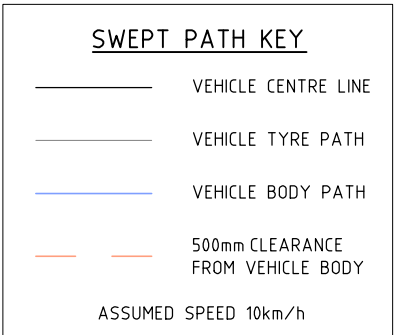 SWEPT PATH KEY
VEHICLE CENTRE LINE
VEHICLE TYRE PATH
VEHICLE BODY PATH
500mm CLEARANCE
FROM VEHICLE BODY
ASSUMED SPEED 10km/h